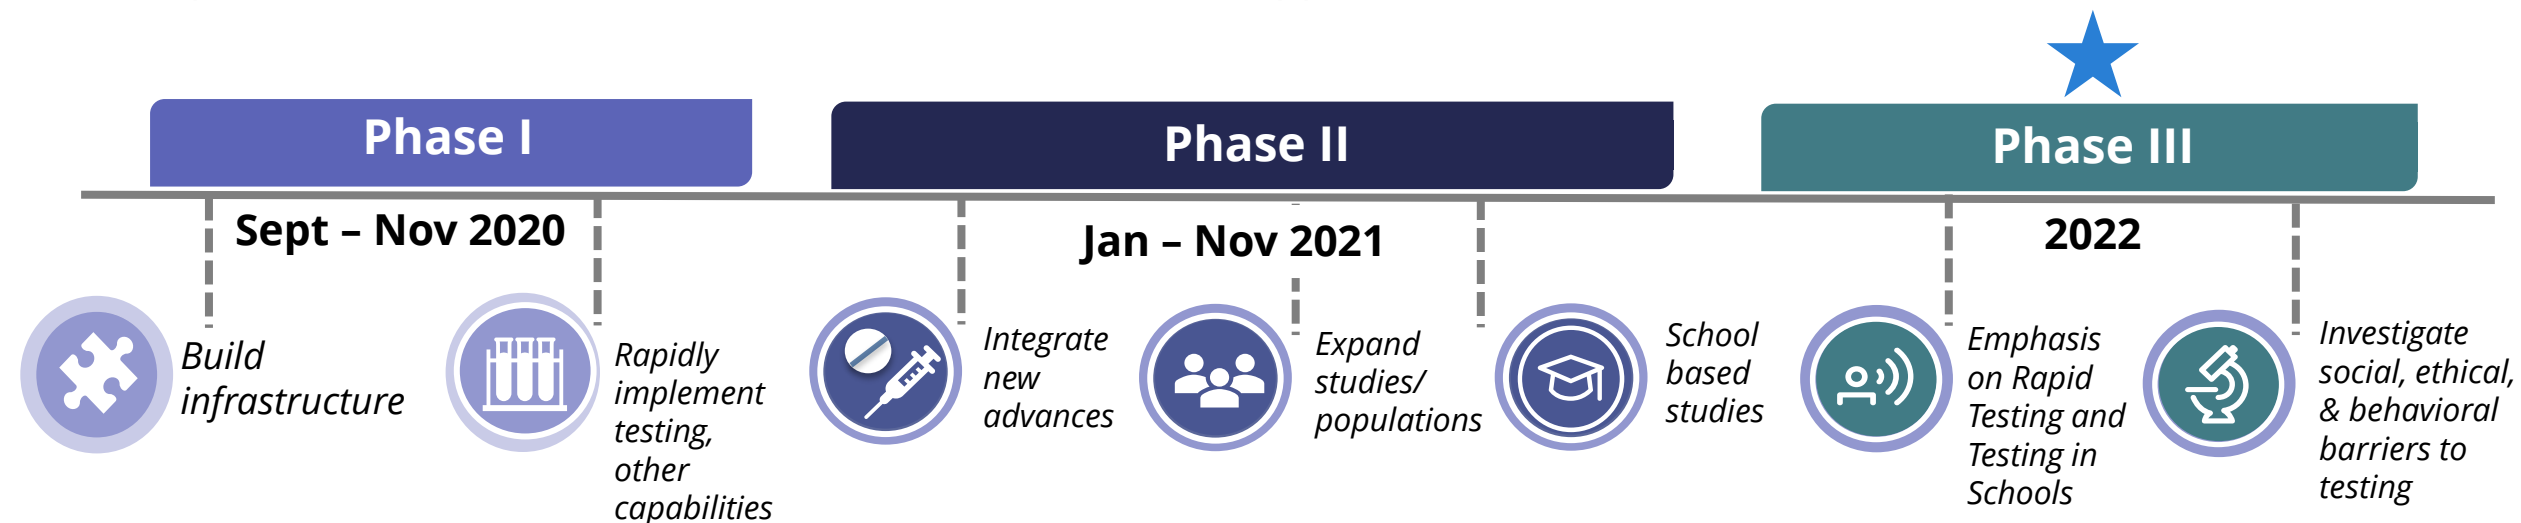 Phase I
Phase II
Phase III
Sept – Nov 2020
Jan – Nov 2021
2022
Build
infrastructure
Rapidly
implement
testing,
other
capabilities
Integrate
new
advances
Expand
studies/
populations
School
based
studies
Emphasis
on Rapid
Testing and
Testing in
Schools
Investigate
social, ethical,
& behavioral
barriers to
testing